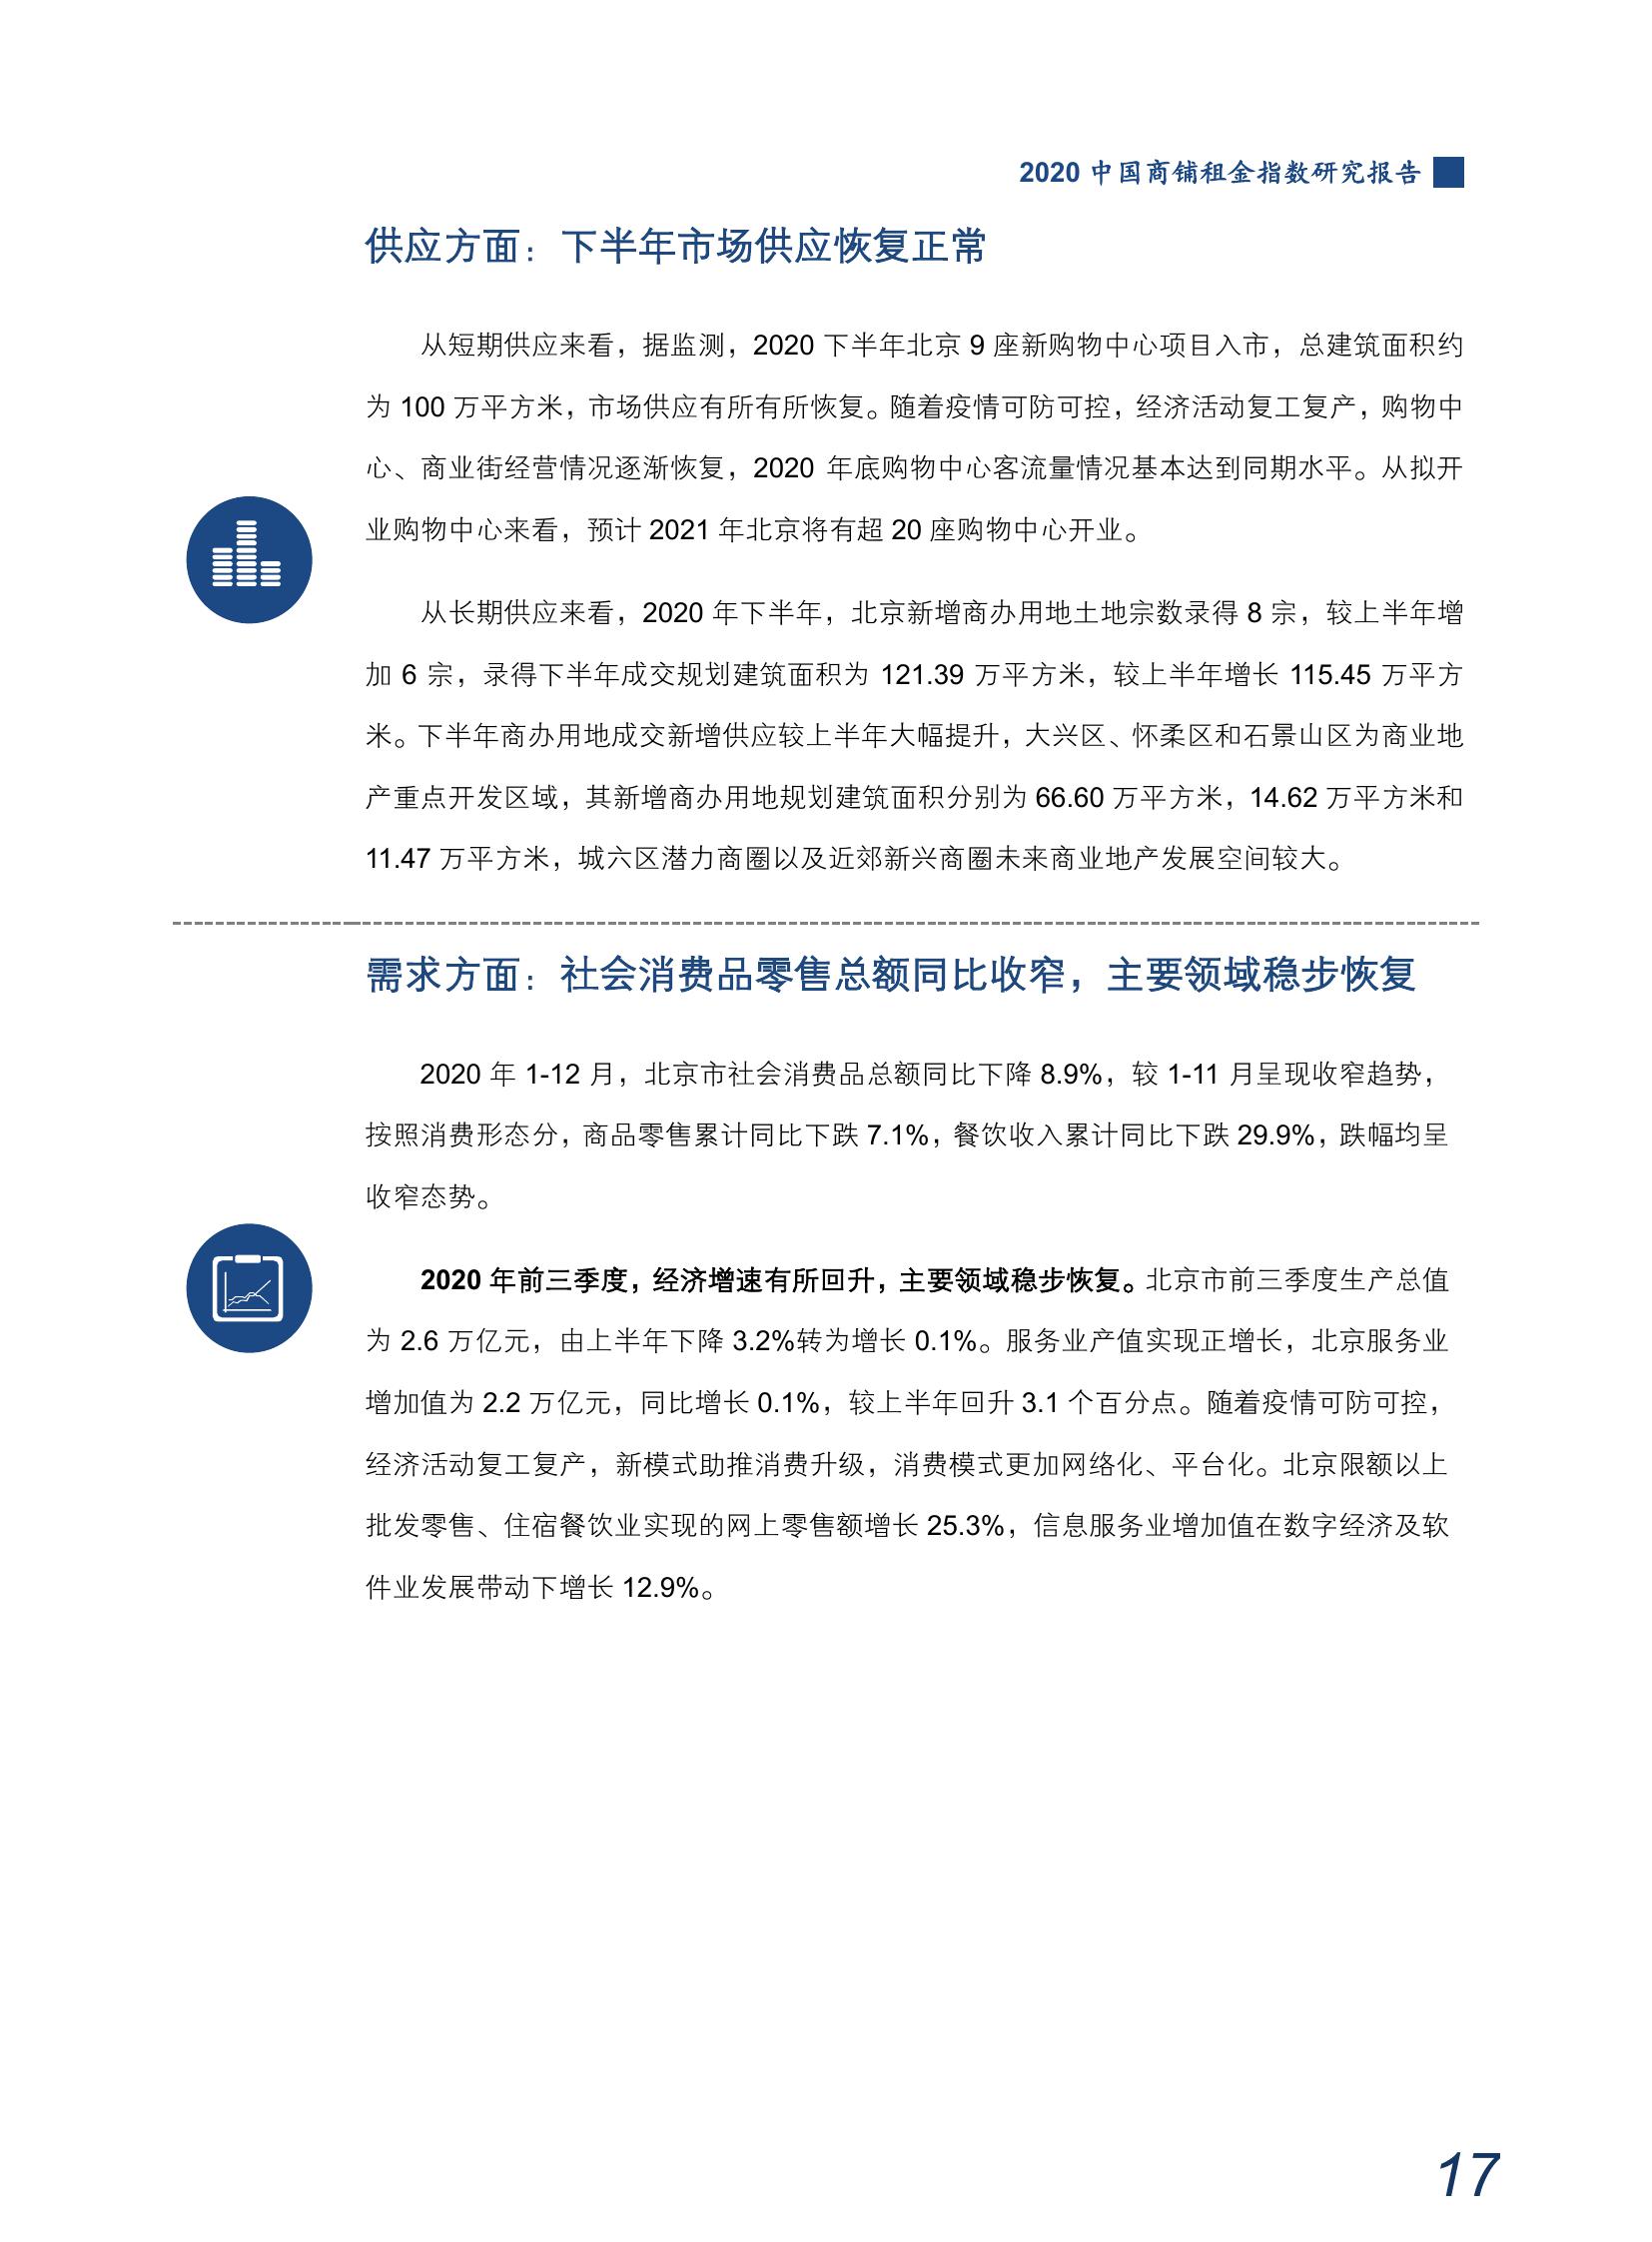 2020 中国商铺租金指数研究报告
供应方面：下半年市场供应恢复正常
从短期供应来看，据监测，2020 下半年北京 9 座新购物中心项目入市，总建筑面积约
为 100 万平方米，市场供应有所有所恢复。随着疫情可防可控，经济活动复工复产，购物中
心、商业街经营情况逐渐恢复，2020 年底购物中心客流量情况基本达到同期水平。从拟开
业购物中心来看，预计 2021 年北京将有超 20 座购物中心开业。
从长期供应来看，2020 年下半年，北京新增商办用地土地宗数录得 8 宗，较上半年增
加 6 宗，录得下半年成交规划建筑面积为 121.39 万平方米，较上半年增长 115.45 万平方
米。下半年商办用地成交新增供应较上半年大幅提升，大兴区、怀柔区和石景山区为商业地
产重点开发区域，其新增商办用地规划建筑面积分别为 66.60 万平方米，14.62 万平方米和
11.47 万平方米，城六区潜力商圈以及近郊新兴商圈未来商业地产发展空间较大。
需求方面：社会消费品零售总额同比收窄，主要领域稳步恢复
2020 年 1-12 月，北京市社会消费品总额同比下降 8.9%，较 1-11 月呈现收窄趋势，
按照消费形态分，商品零售累计同比下跌 7.1%，餐饮收入累计同比下跌 29.9%，跌幅均呈
收窄态势。
2020 年前三季度，经济增速有所回升，主要领域稳步恢复。北京市前三季度生产总值
为 2.6 万亿元，由上半年下降 3.2%转为增长 0.1%。服务业产值实现正增长，北京服务业
增加值为 2.2 万亿元，同比增长 0.1%，较上半年回升 3.1 个百分点。随着疫情可防可控，
经济活动复工复产，新模式助推消费升级，消费模式更加网络化、平台化。北京限额以上
批发零售、住宿餐饮业实现的网上零售额增长 25.3%，信息服务业增加值在数字经济及软
件业发展带动下增长 12.9%。
17